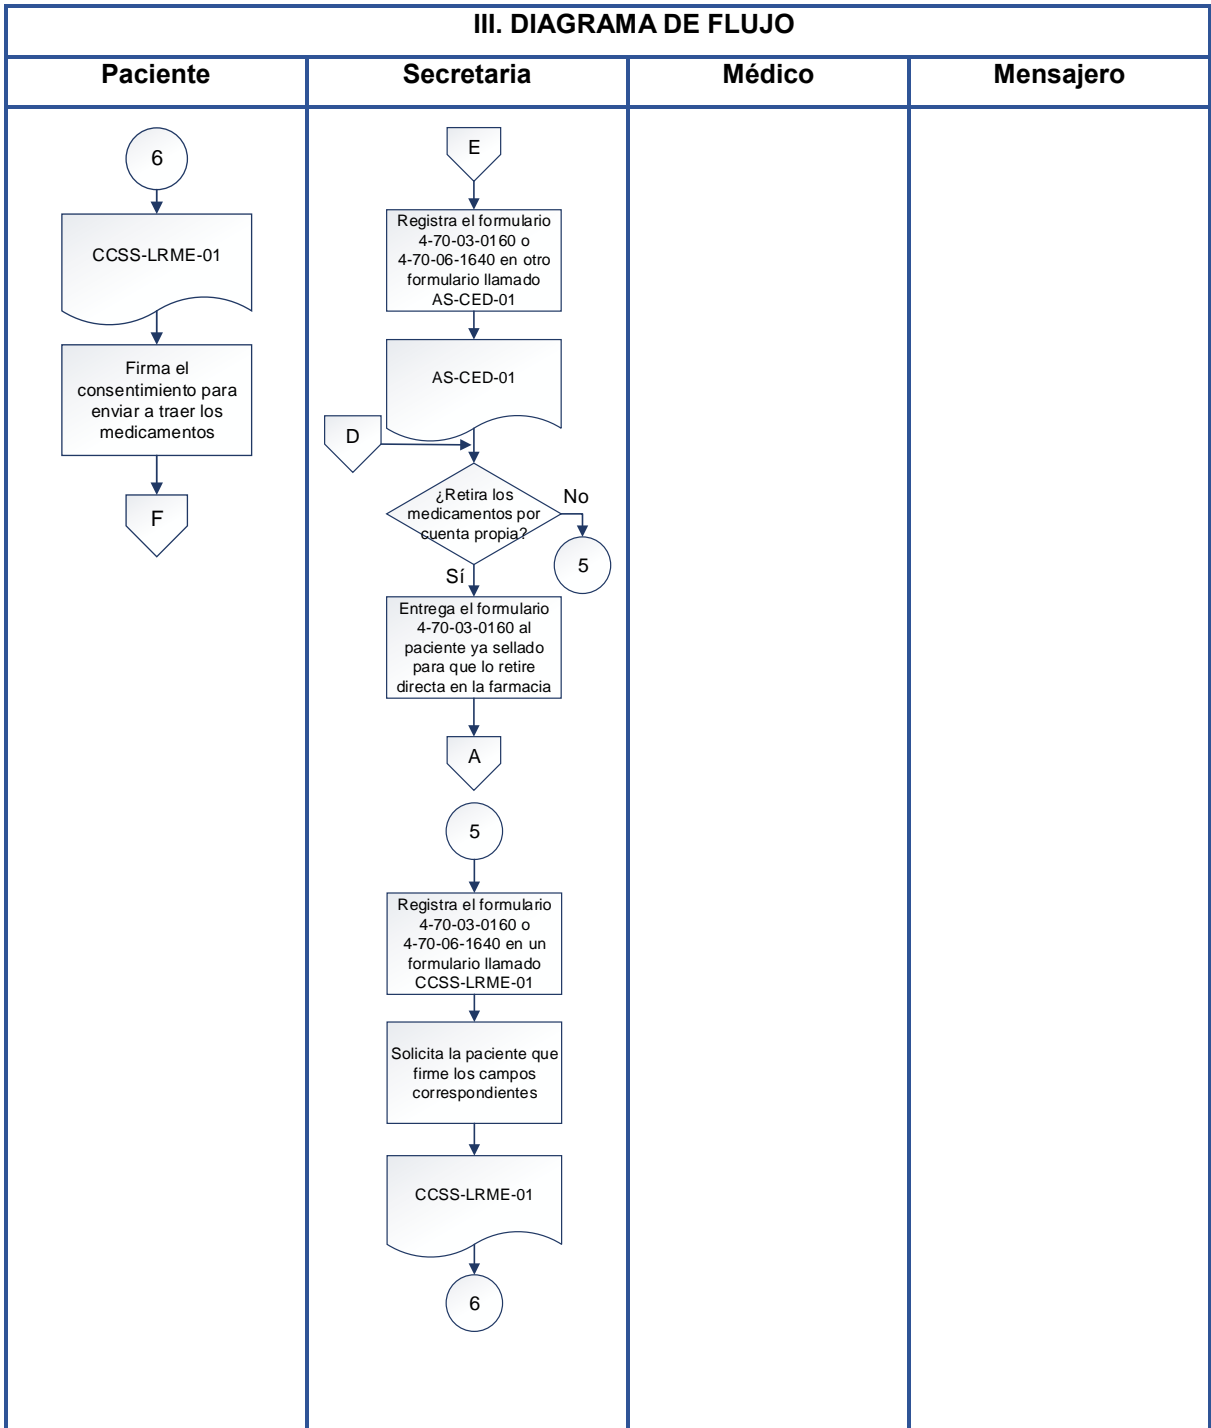 III. DIAGRAMA DE FLUJO
Paciente
Secretaria
Médico
Mensajero
6
CCSS-LRME-01
Firma el
consentimiento para
enviar a traer los
medicamentos
F
E
Registra el formulario
4-70-03-0160 o
4-70-06-1640 en otro
formulario llamado
AS-CED-01
AS-CED-01
D
¿Retira los
medicamentos por
cuenta propia?
No
5
Sí
Entrega el formulario
4-70-03-0160 al
paciente ya sellado
para que lo retire
directa en la farmacia
A
5
Registra el formulario
4-70-03-0160 o
4-70-06-1640 en un
formulario llamado
CCSS-LRME-01
Solicita la paciente que
firme los campos
correspondientes
CCSS-LRME-01
6